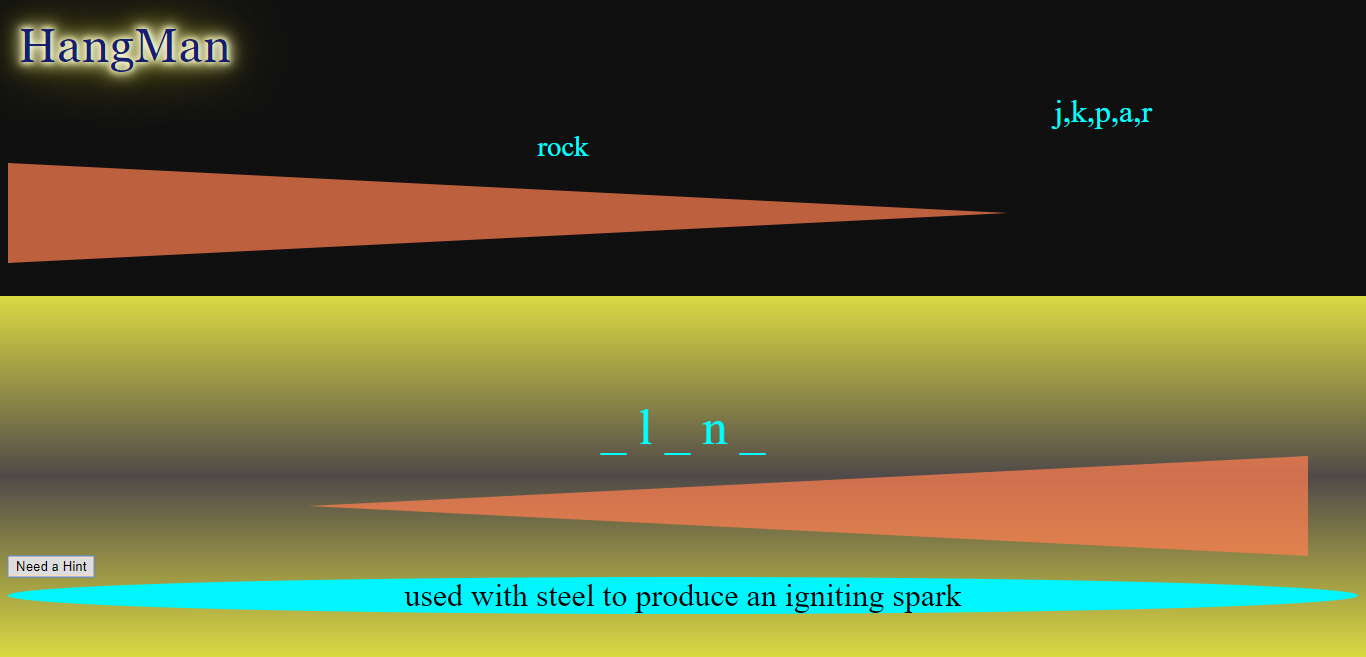 HangMan
j,k,p,a,r
rock
_ l _ n _
Need a Hint
used with steel to produce an igniting spark